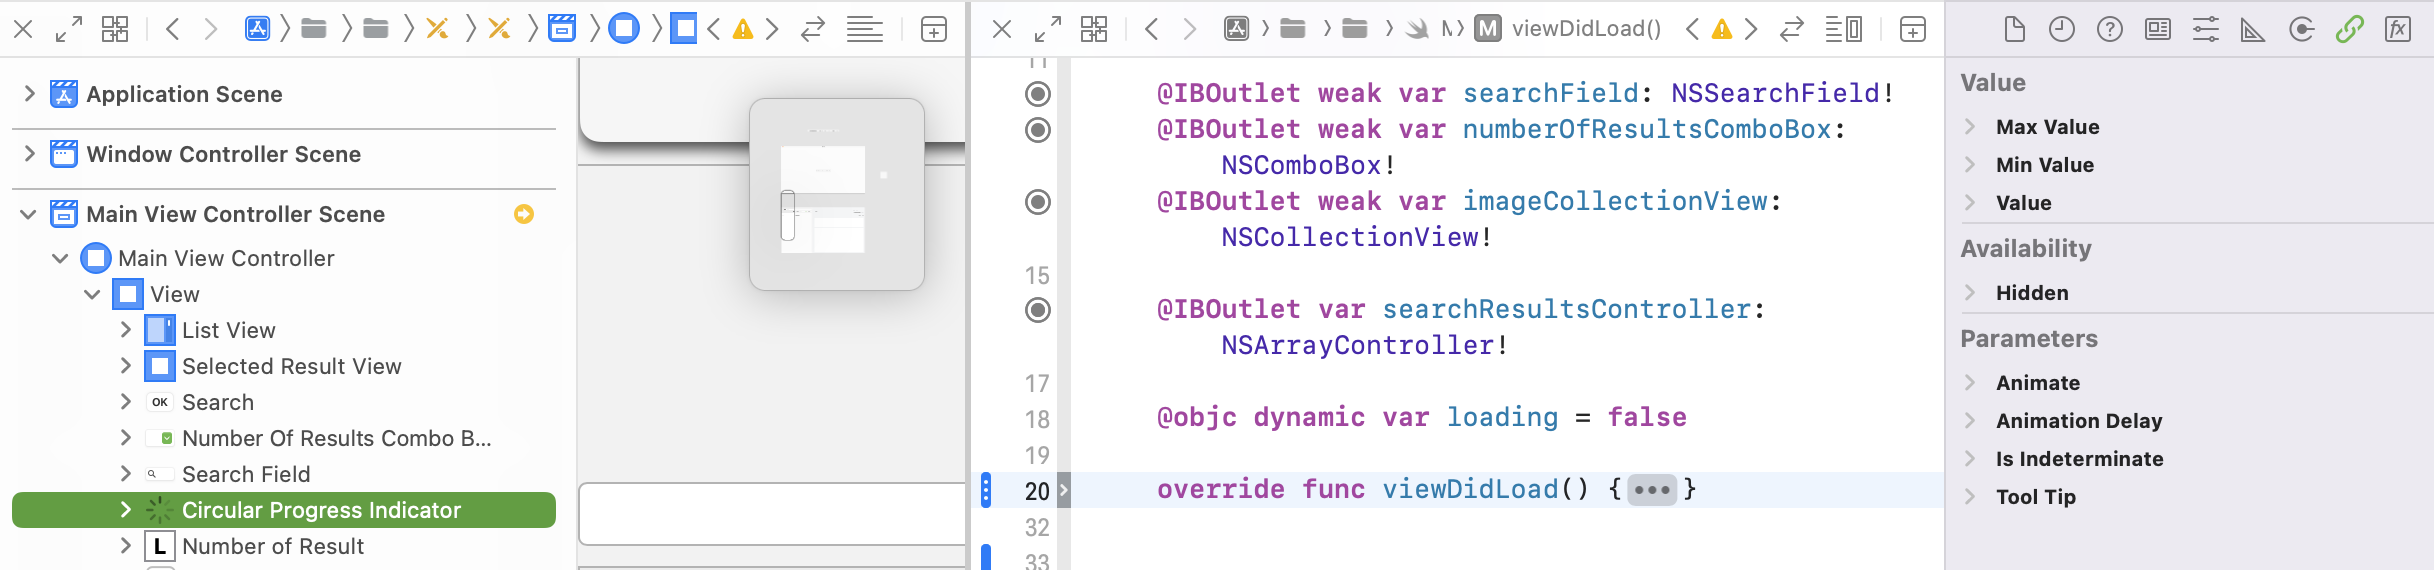 M
M
viewDidLoad()
fx
Application Scene
Window Controller Scene
Main View Controller Scene
Main View Controller
View
List View
Selected Result View
OK
Search
Number Of Results Combo B...
Search Field
Circular Progress Indicator
L
Number of Result
11
@IBOutlet weak var searchField: NSSearchField!
@IBOutlet weak var numberOfResultsComboBox:
NSComboBox!
@IBOutlet weak var imageCollectionView:
NSCollectionView!
15
@IBOutlet var searchResultsController:
NSArrayController!
17
18 @objc dynamic var loading = false
19
20 override func viewDidLoad() {•••}
32
33
Value
Max Value
Min Value
Value
Availability
Hidden
Parameters
Animate
Animation Delay
Is Indeterminate
Tool Tip